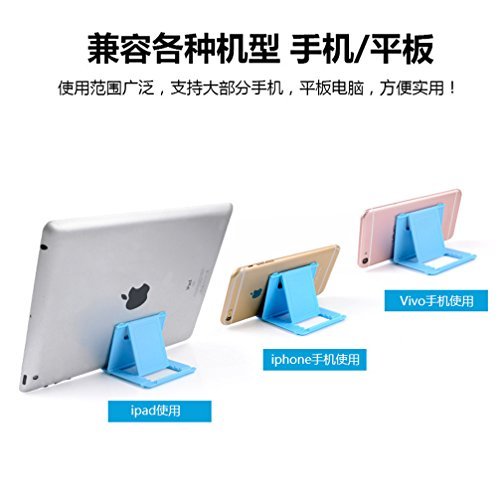 兼容各种机型 手机/平板
使用范围广泛，支持大部分手机，平板电脑，方便实用！
iPad
Vivo手机使用
iphone手机使用
ipad使用